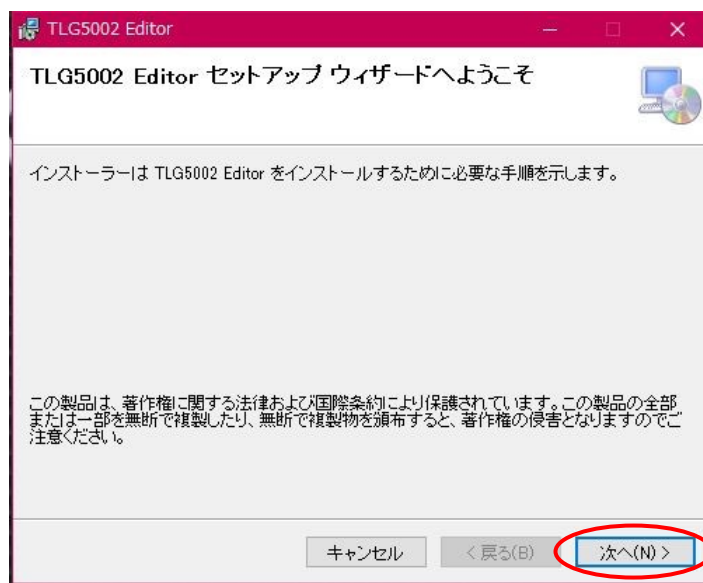 TLG5002 Editor
TLG5002 Editor セットアップ ウィザードへようこそ
インストーラーは TLG5002 Editor をインストールするために必要な手順を示します。
この製品は、著作権に関する法律および国際条約により保護されています。この製品の全部
または一部を無断で複製したり、無断で複製物を頒布すると、著作権の侵害となりますのでご
注意ください。
キャンセル
< 戻る(B)
次へ(N) >